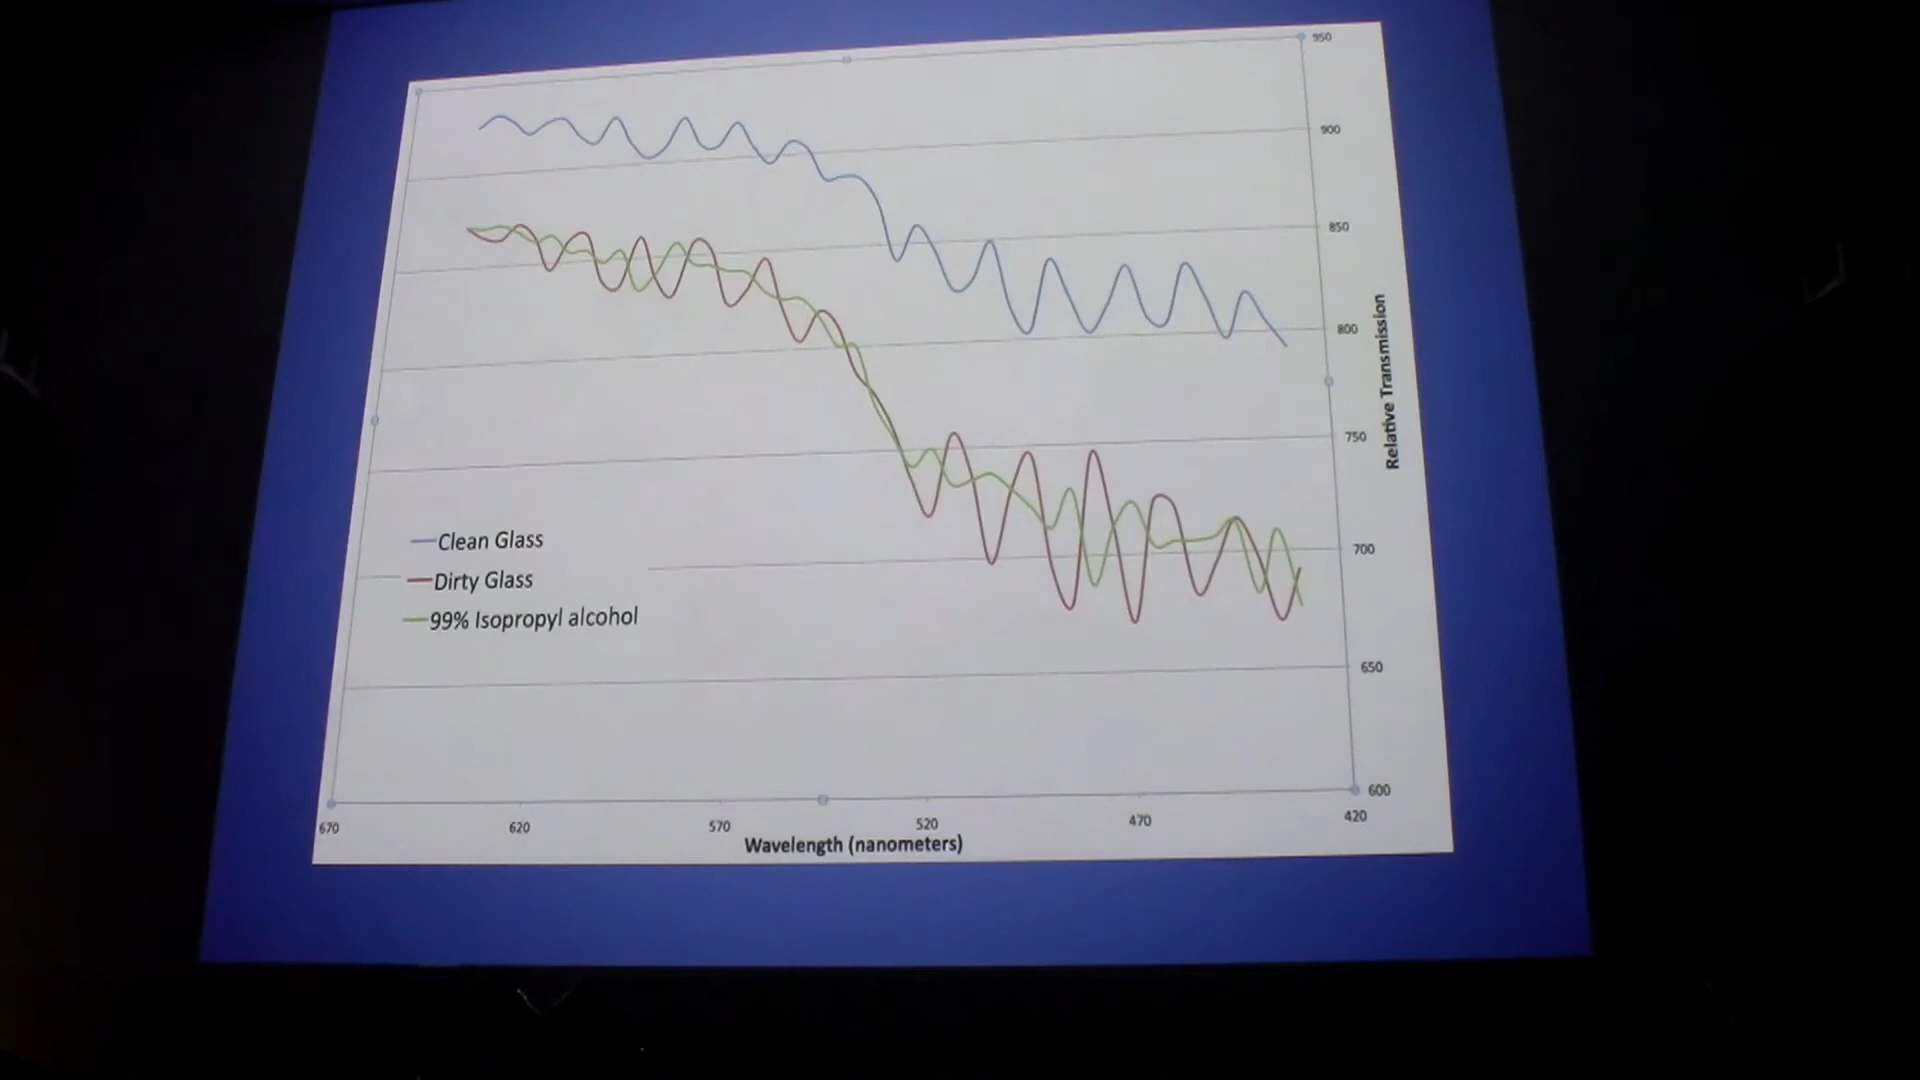 950
900
850
800
750
700
650
600
Relative Transmission
Clean Glass
Dirty Glass
99% Isopropyl alcohol
670 620 570 520 470 420
Wavelength (nanometers)